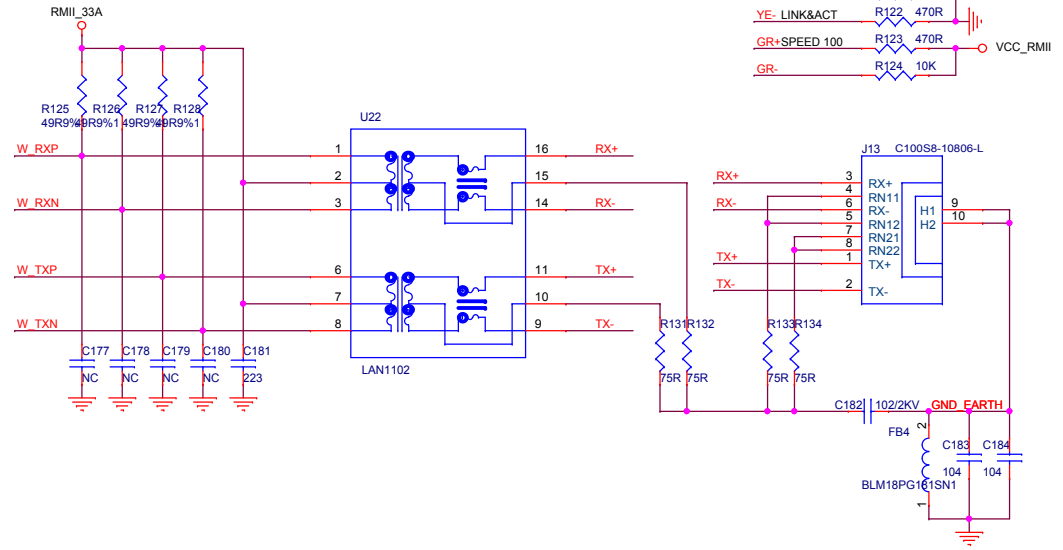 RMII_33A
YE- LINK&ACT R122 470R
GR+SPEED 100 R123 470R VCC_RMII
GR- R124 10K
R125 R126 R127 R128
49R9%1 49R9%1 49R9%1 49R9%1
U22
W_RXP 1 16 RX+
2 15
W_RXN 3 14 RX-
W_TXP 6 11 TX+
7 10
W_TXN 8 9 TX-
LAN1102
J13 C100S8-10806-L
RX+ 3 RX+
4 RN11
RX- 6 RX- H1 9
5 RN12 H2 10
7 RN21
8 RN22
TX+ 1 TX+
TX- 2 TX-
C177 C178 C179 C180 C181
NC NC NC NC 223
R131 R132 R133 R134
75R 75R 75R 75R
C182 102/2KV GND_EARTH
FB4 2 C183 C184
104 104
BLM18PG181SN1
1